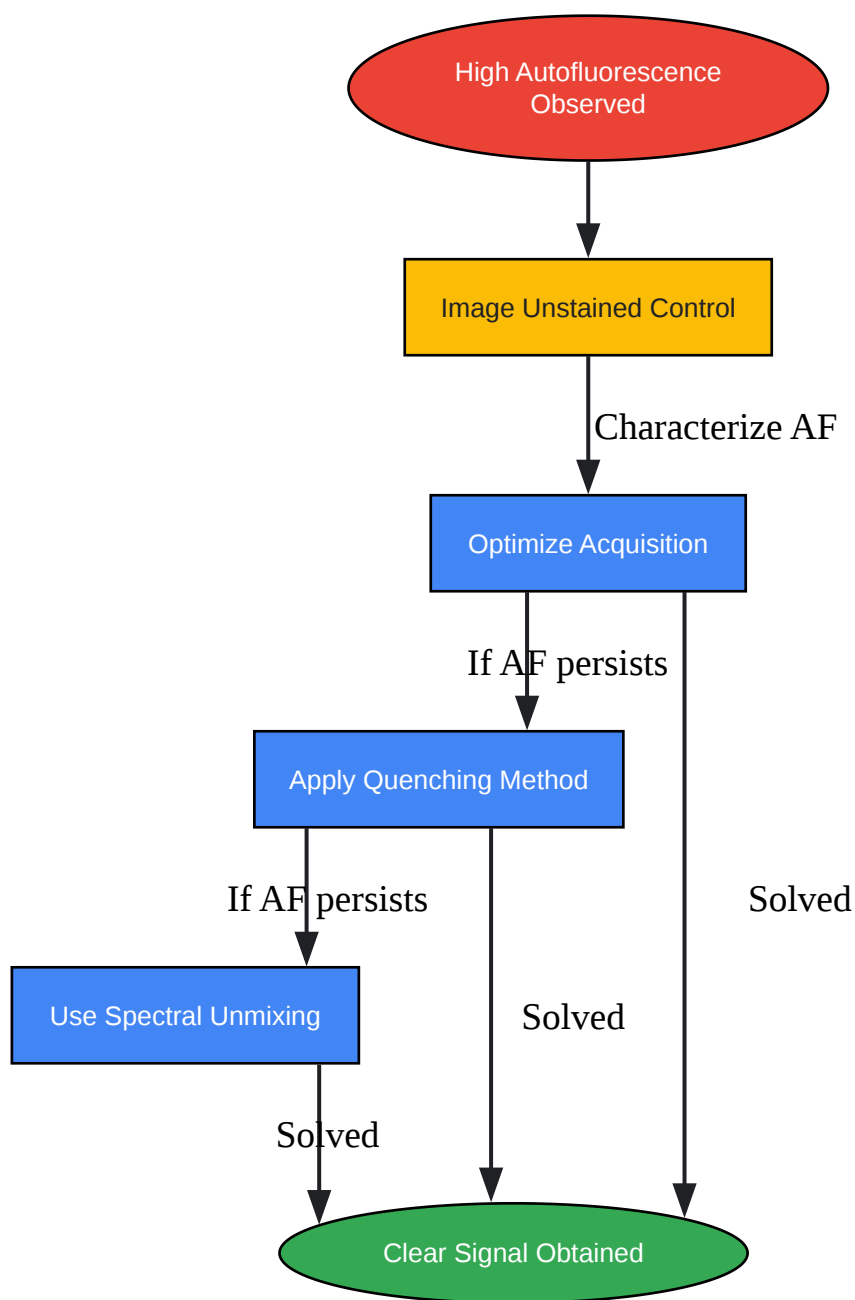 High Autofluorescence
Observed
Image Unstained Control
Characterize AF
Optimize Acquisition
If AF persists
Apply Quenching Method
If AF persists
Solved
Use Spectral Unmixing
Solved
Solved
Clear Signal Obtained